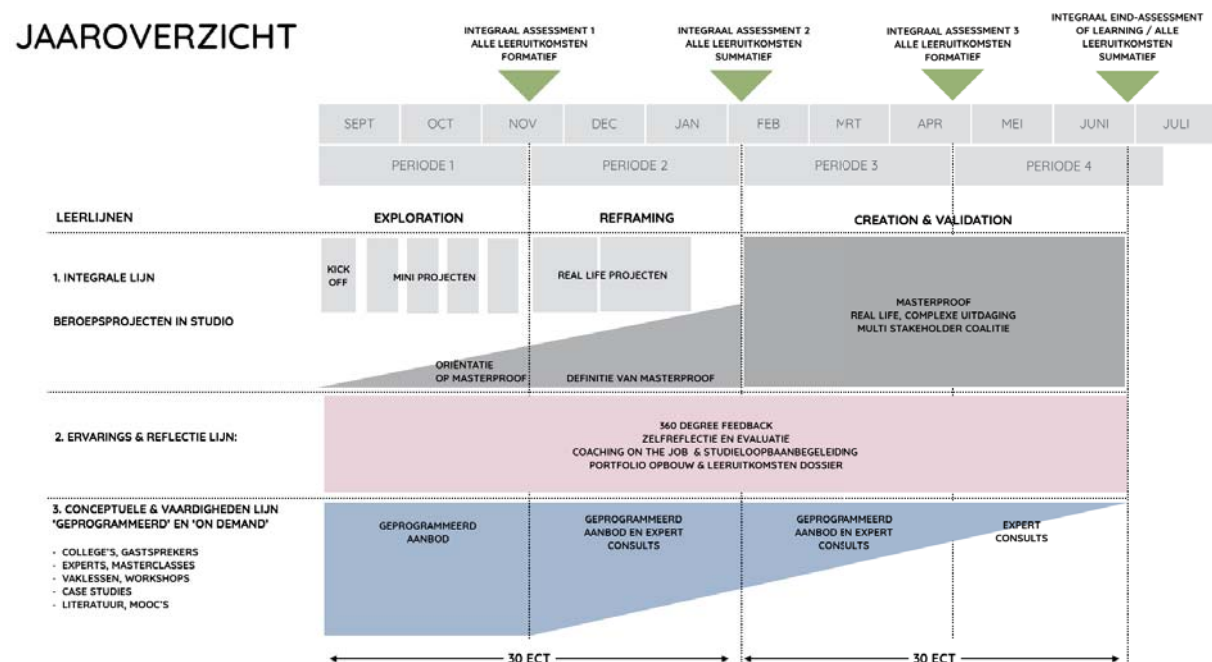 JAAROVERZICHT
INTEGRAAL ASSESSMENT 1
ALLE LEERUITKOMSTEN
FORMATIEF
INTEGRAAL ASSESSMENT 2
ALLE LEERUITKOMSTEN
SUMMATIEF
INTEGRAAL ASSESSMENT 3
ALLE LEERUITKOMSTEN
FORMATIEF
INTEGRAAL EIND-ASSESSMENT
OF LEARNING / ALLE
LEERUITKOMSTEN
SUMMATIEF
SEPT OCT NOV DEC JAN FEB MRT APR MEI JUNI JULI
PERIODE 1 PERIODE 2 PERIODE 3 PERIODE 4
LEERLIJNEN EXPLORATION REFRAMING CREATION & VALIDATION
1. INTEGRALE LIJN
BEROEPSPROJECTEN IN STUDIO
KICK
OFF
MINI PROJECTEN
REAL LIFE PROJECTEN
ORIËNTATIE
OP MASTERPROOF
DEFINITIE VAN MASTERPROOF
MASTERPROOF
REAL LIFE, COMPLEXE UITDAGING
MULTI STAKEHOLDER COALITIE
2. ERVARINGS & REFLECTIE LIJN:
360 DEGREE FEEDBACK
ZELFREFLECTIE EN EVALUATIE
COACHING ON THE JOB & STUDIELOOPBAANBEGELEIDING
PORTFOLIO OPBOUW & LEERUITKOMSTEN DOSSIER
3. CONCEPTUELE & VAARDIGHEDEN LIJN
'GEPROGRAMMEERD' EN 'ON DEMAND'
- COLLEGE'S, GASTSPREKERS
- EXPERTS, MASTERCLASSES
- VAKLESSEN, WORKSHOPS
- CASE STUDIES
- LITERATUUR, MOOC'S
GEPROGRAMMEERD
AANBOD
GEPROGRAMMEERD
AANBOD EN EXPERT
CONSULTS
GEPROGRAMMEERD
AANBOD EN EXPERT
CONSULTS
EXPERT
CONSULTS
30 ECT 30 ECT